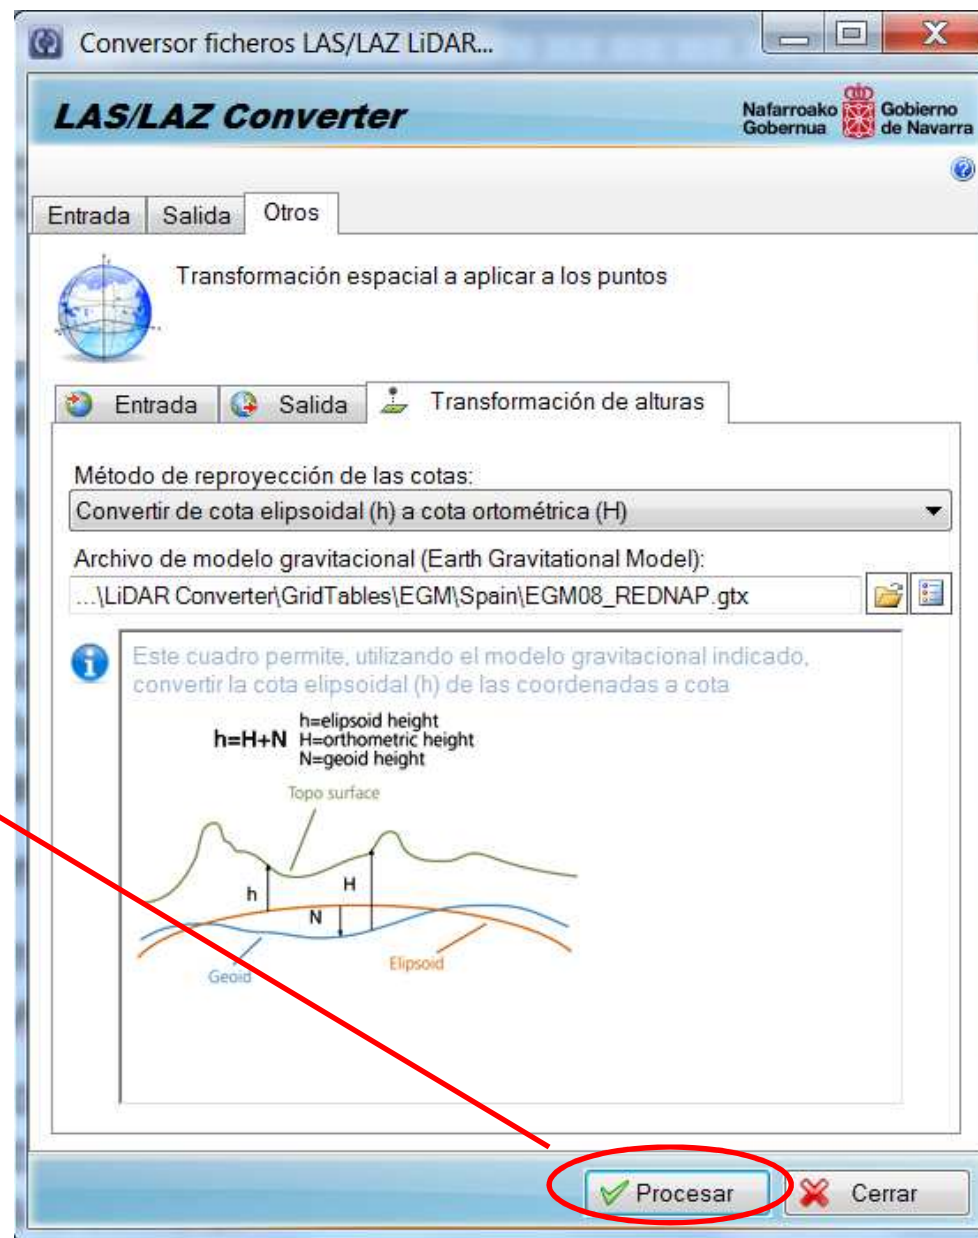 Conversor ficheros LAS/LAZ LiDAR...
LAS/LAZ Converter
Nafarroako
Gobernua
Gobierno
de Navarra
Entrada
Salida
Otros
Transformación espacial a aplicar a los puntos
Entrada
Salida
Transformación de alturas
Método de reproyección de las cotas:
Convertir de cota elipsoidal (h) a cota ortométrica (H)
Archivo de modelo gravitacional (Earth Gravitational Model):
...\LiDAR Converter\GridTables\EGM\Spain\EGM08_REDNAP.gtx
Este cuadro permite, utilizando el modelo gravitacional indicado,
convertir la cota elipsoidal (h) de las coordenadas a cota
h=H+N
h=elipsoid height
H=orthometric height
N=geoid height
Topo surface
h
H
N
Geoid
Elipsoid
Procesar
Cerrar